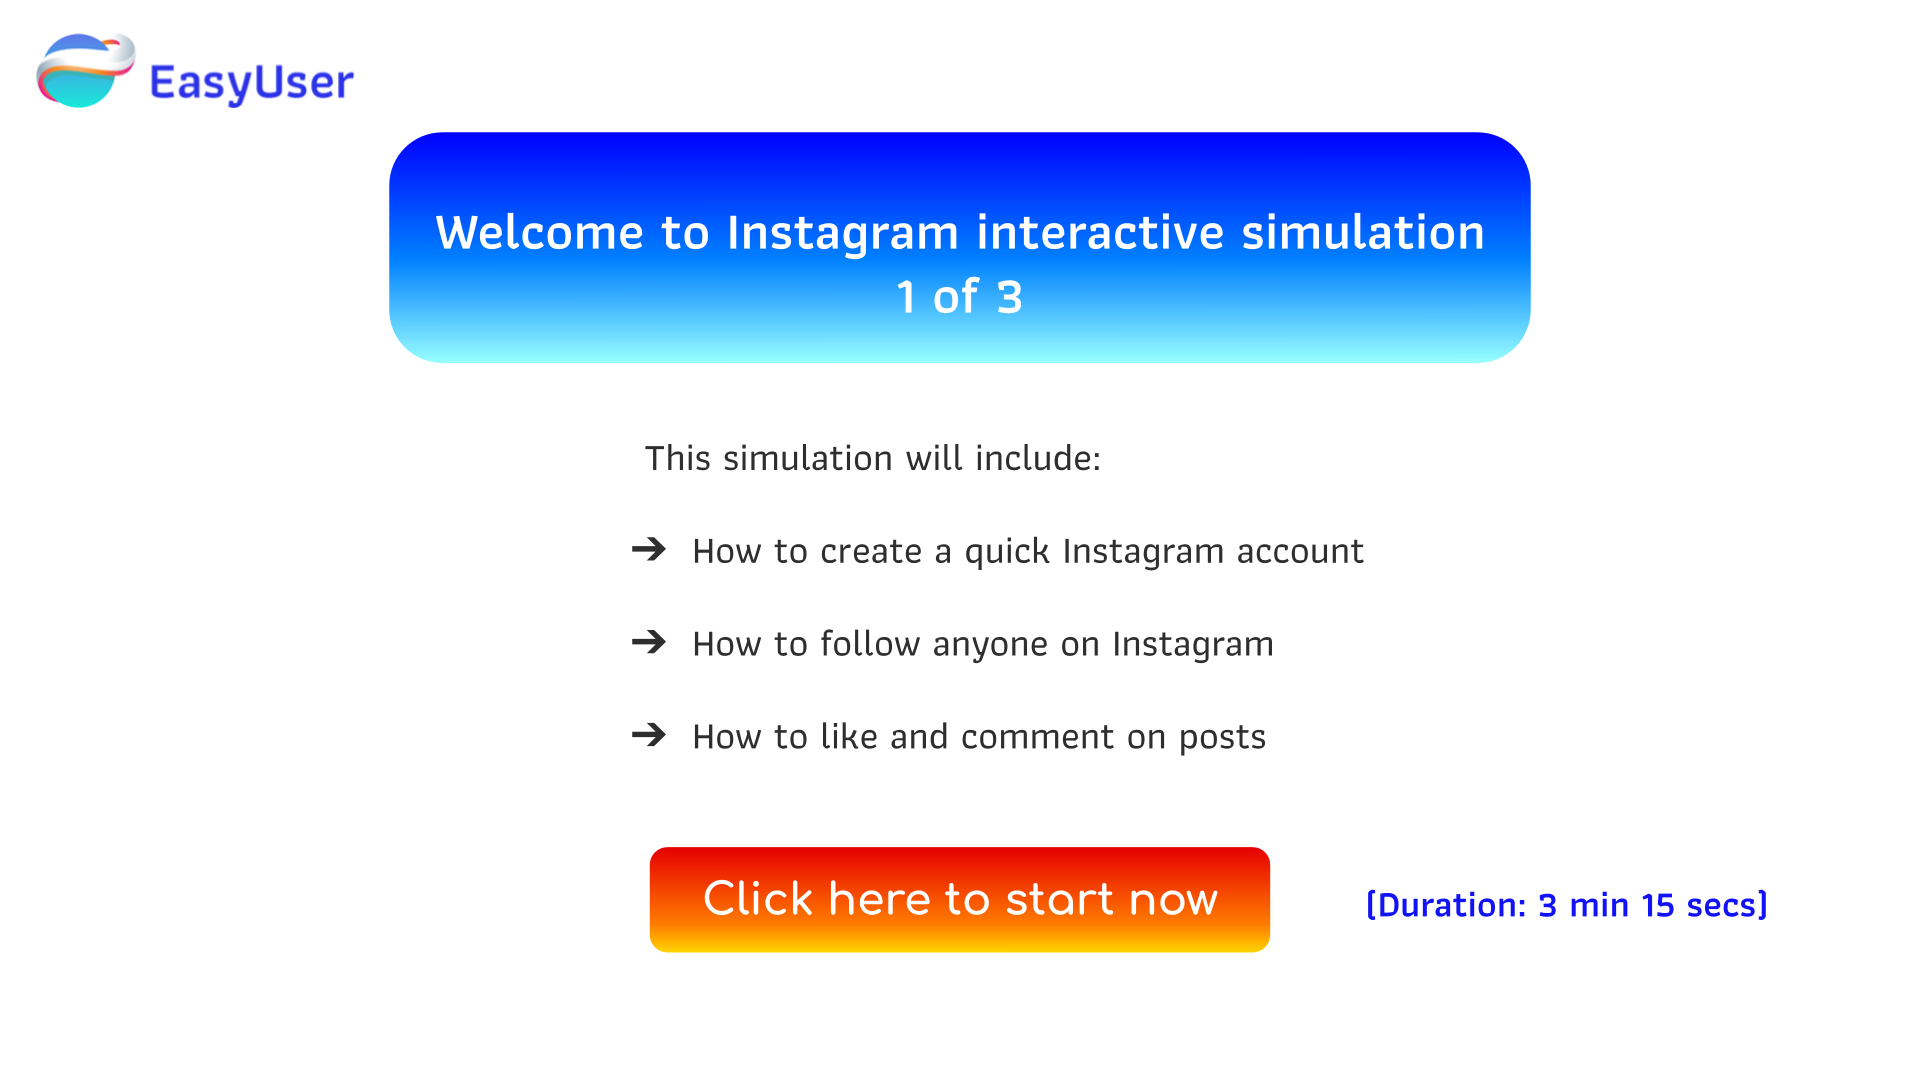 EasyUser
Welcome to Instagram interactive simulation
1 of 3
This simulation will include:
➔ How to create a quick Instagram account
➔ How to follow anyone on Instagram
➔ How to like and comment on posts
Click here to start now
[Duration: 3 min 15 secs]